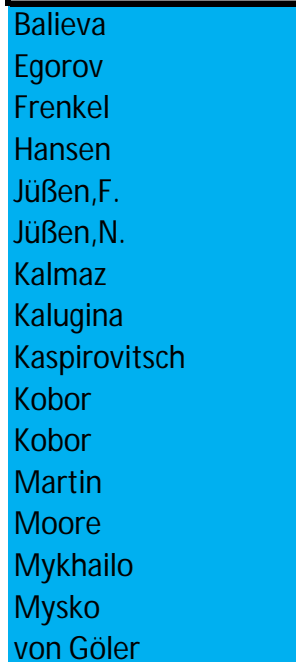 Balieva
Egorov
Frenkel
Hansen
Jüßen,F.
Jüßen,N.
Kalmaz
Kalugina
Kaspirovitsch
Kobor
Kobor
Martin
Moore
Mykhailo
Mysko
von Göler